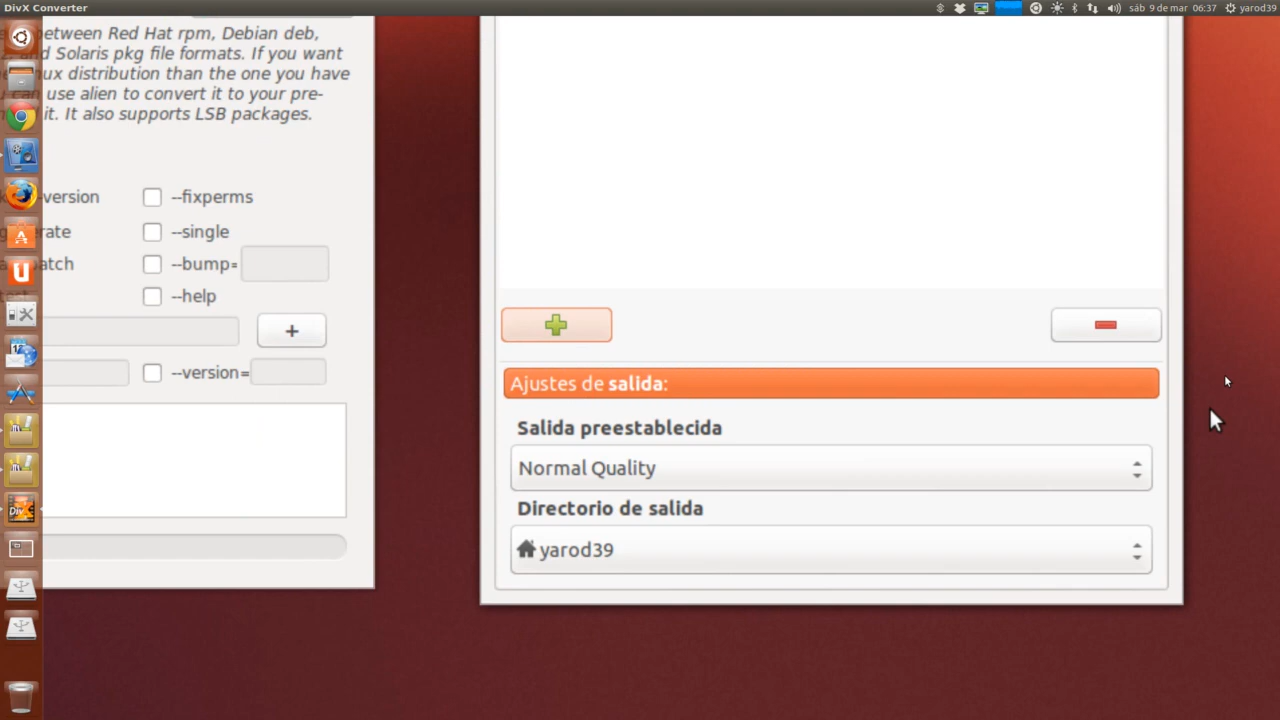 DivX Converter
sáb 9 de mar 06:37
yarod39
between Red Hat rpm, Debian deb,
and Solaris pkg file formats. If you want
ux distribution than the one you have
can use alien to convert it to your pre-
it. It also supports LSB packages.
version
--fixperms
rate
--single
atch
--bump=
--help
+
--version=
Ajustes de salida:
Salida preestablecida
Normal Quality
Directorio de salida
yarod39